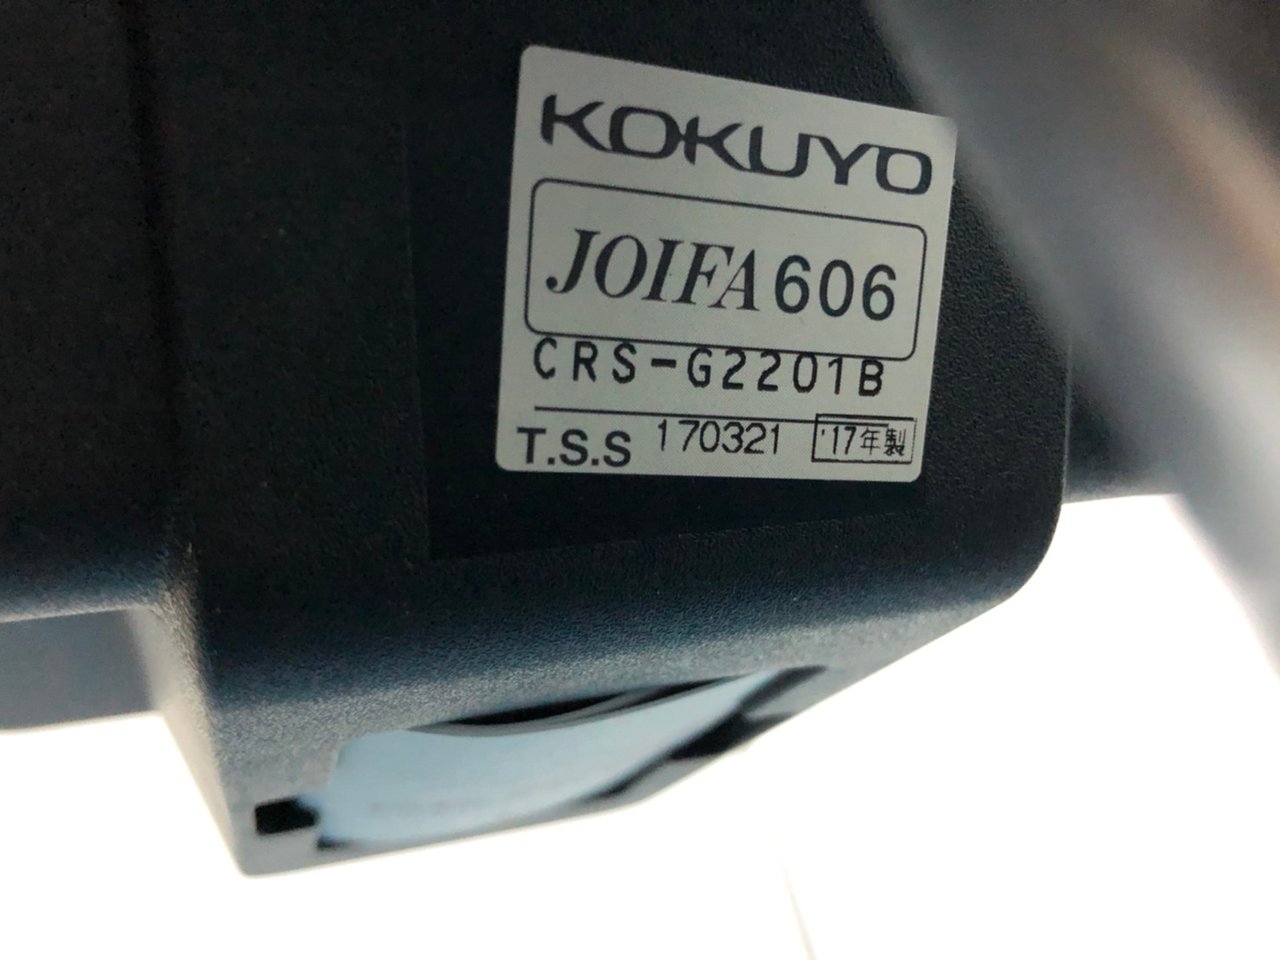 KOKUYO
JOIFA 606
CRS-G2201B
T.S.S 170321 '17年製